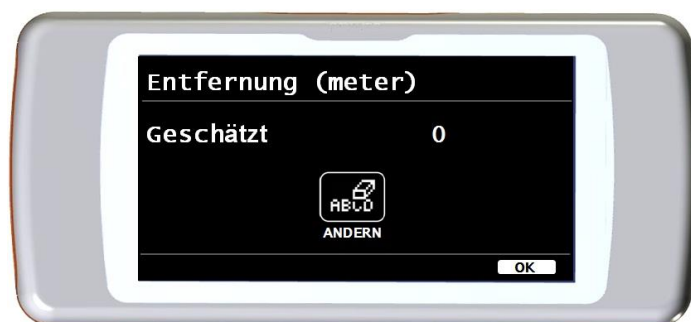 Entfernung (meter)
Geschätzt 0
ABCD
ANDERN
OK